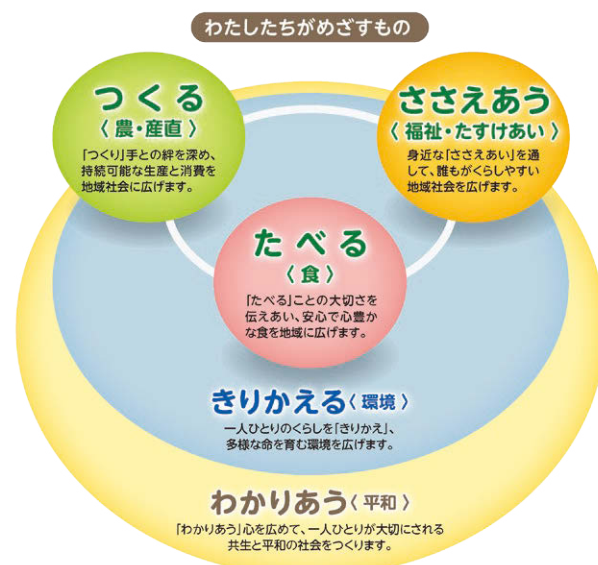 わたしたちがめざすもの
つくる
〈 農・産直 〉
「つくり」手との絆を深め、
持続可能な生産と消費を
地域社会に広げます。
ささえあう
〈 福祉・たすけあい 〉
身近な「ささえあい」を通
して、誰もがくらしやすい
地域社会を広げます。
たべる
〈 食 〉
「たべる」ことの大切さを
伝えあい、安心で心豊か
な食を地域に広げます。
きりかえる〈 環境 〉
一人ひとりのくらしを「きりかえ」、
多様な命を育む環境を広げます。
わかりあう〈 平和 〉
「わかりあう」心を広めて、一人ひとりが大切にされる
共生と平和の社会をつくります。